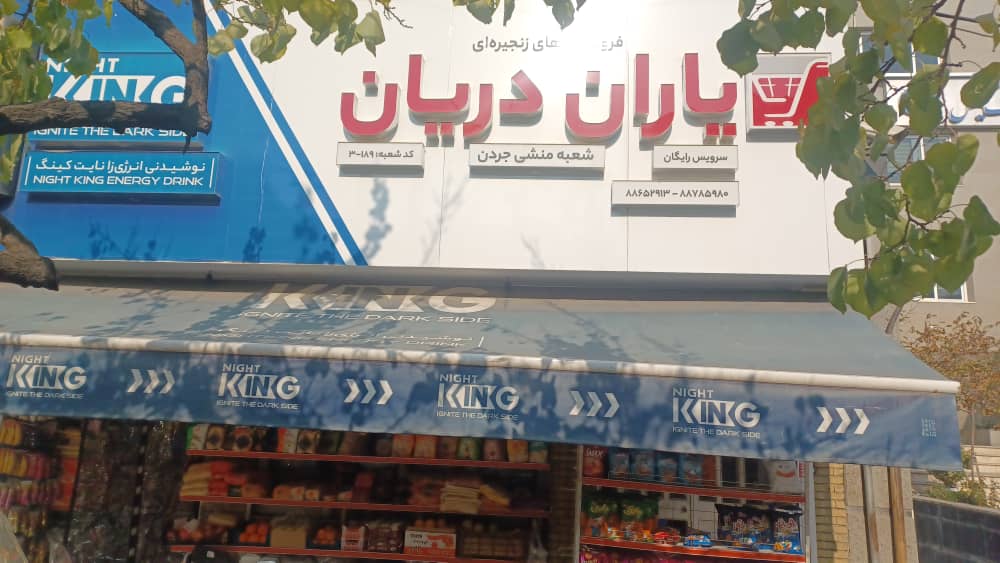 فروشگاه‌های زنجیره‌ای
یاران دریان
سرویس رایگان
شعبه منشی جردن
کد شعبه: ۱۸۹-۳
۸۸۶۵۲۹۱۳ - ۸۸۷۸۵۹۸۰
NIGHT
KING
IGNITE THE DARK SIDE
نوشیدنی انرژی‌زا نایت کینگ
NIGHT KING ENERGY DRINK
KING
IGNITE THE DARK SIDE
NIGHT
KING
IGNITE THE DARK SIDE
NIGHT
KING
IGNITE THE DARK SIDE
NIGHT
KING
IGNITE THE DARK SIDE
NIGHT
KING
IGNITE THE DARK SIDE